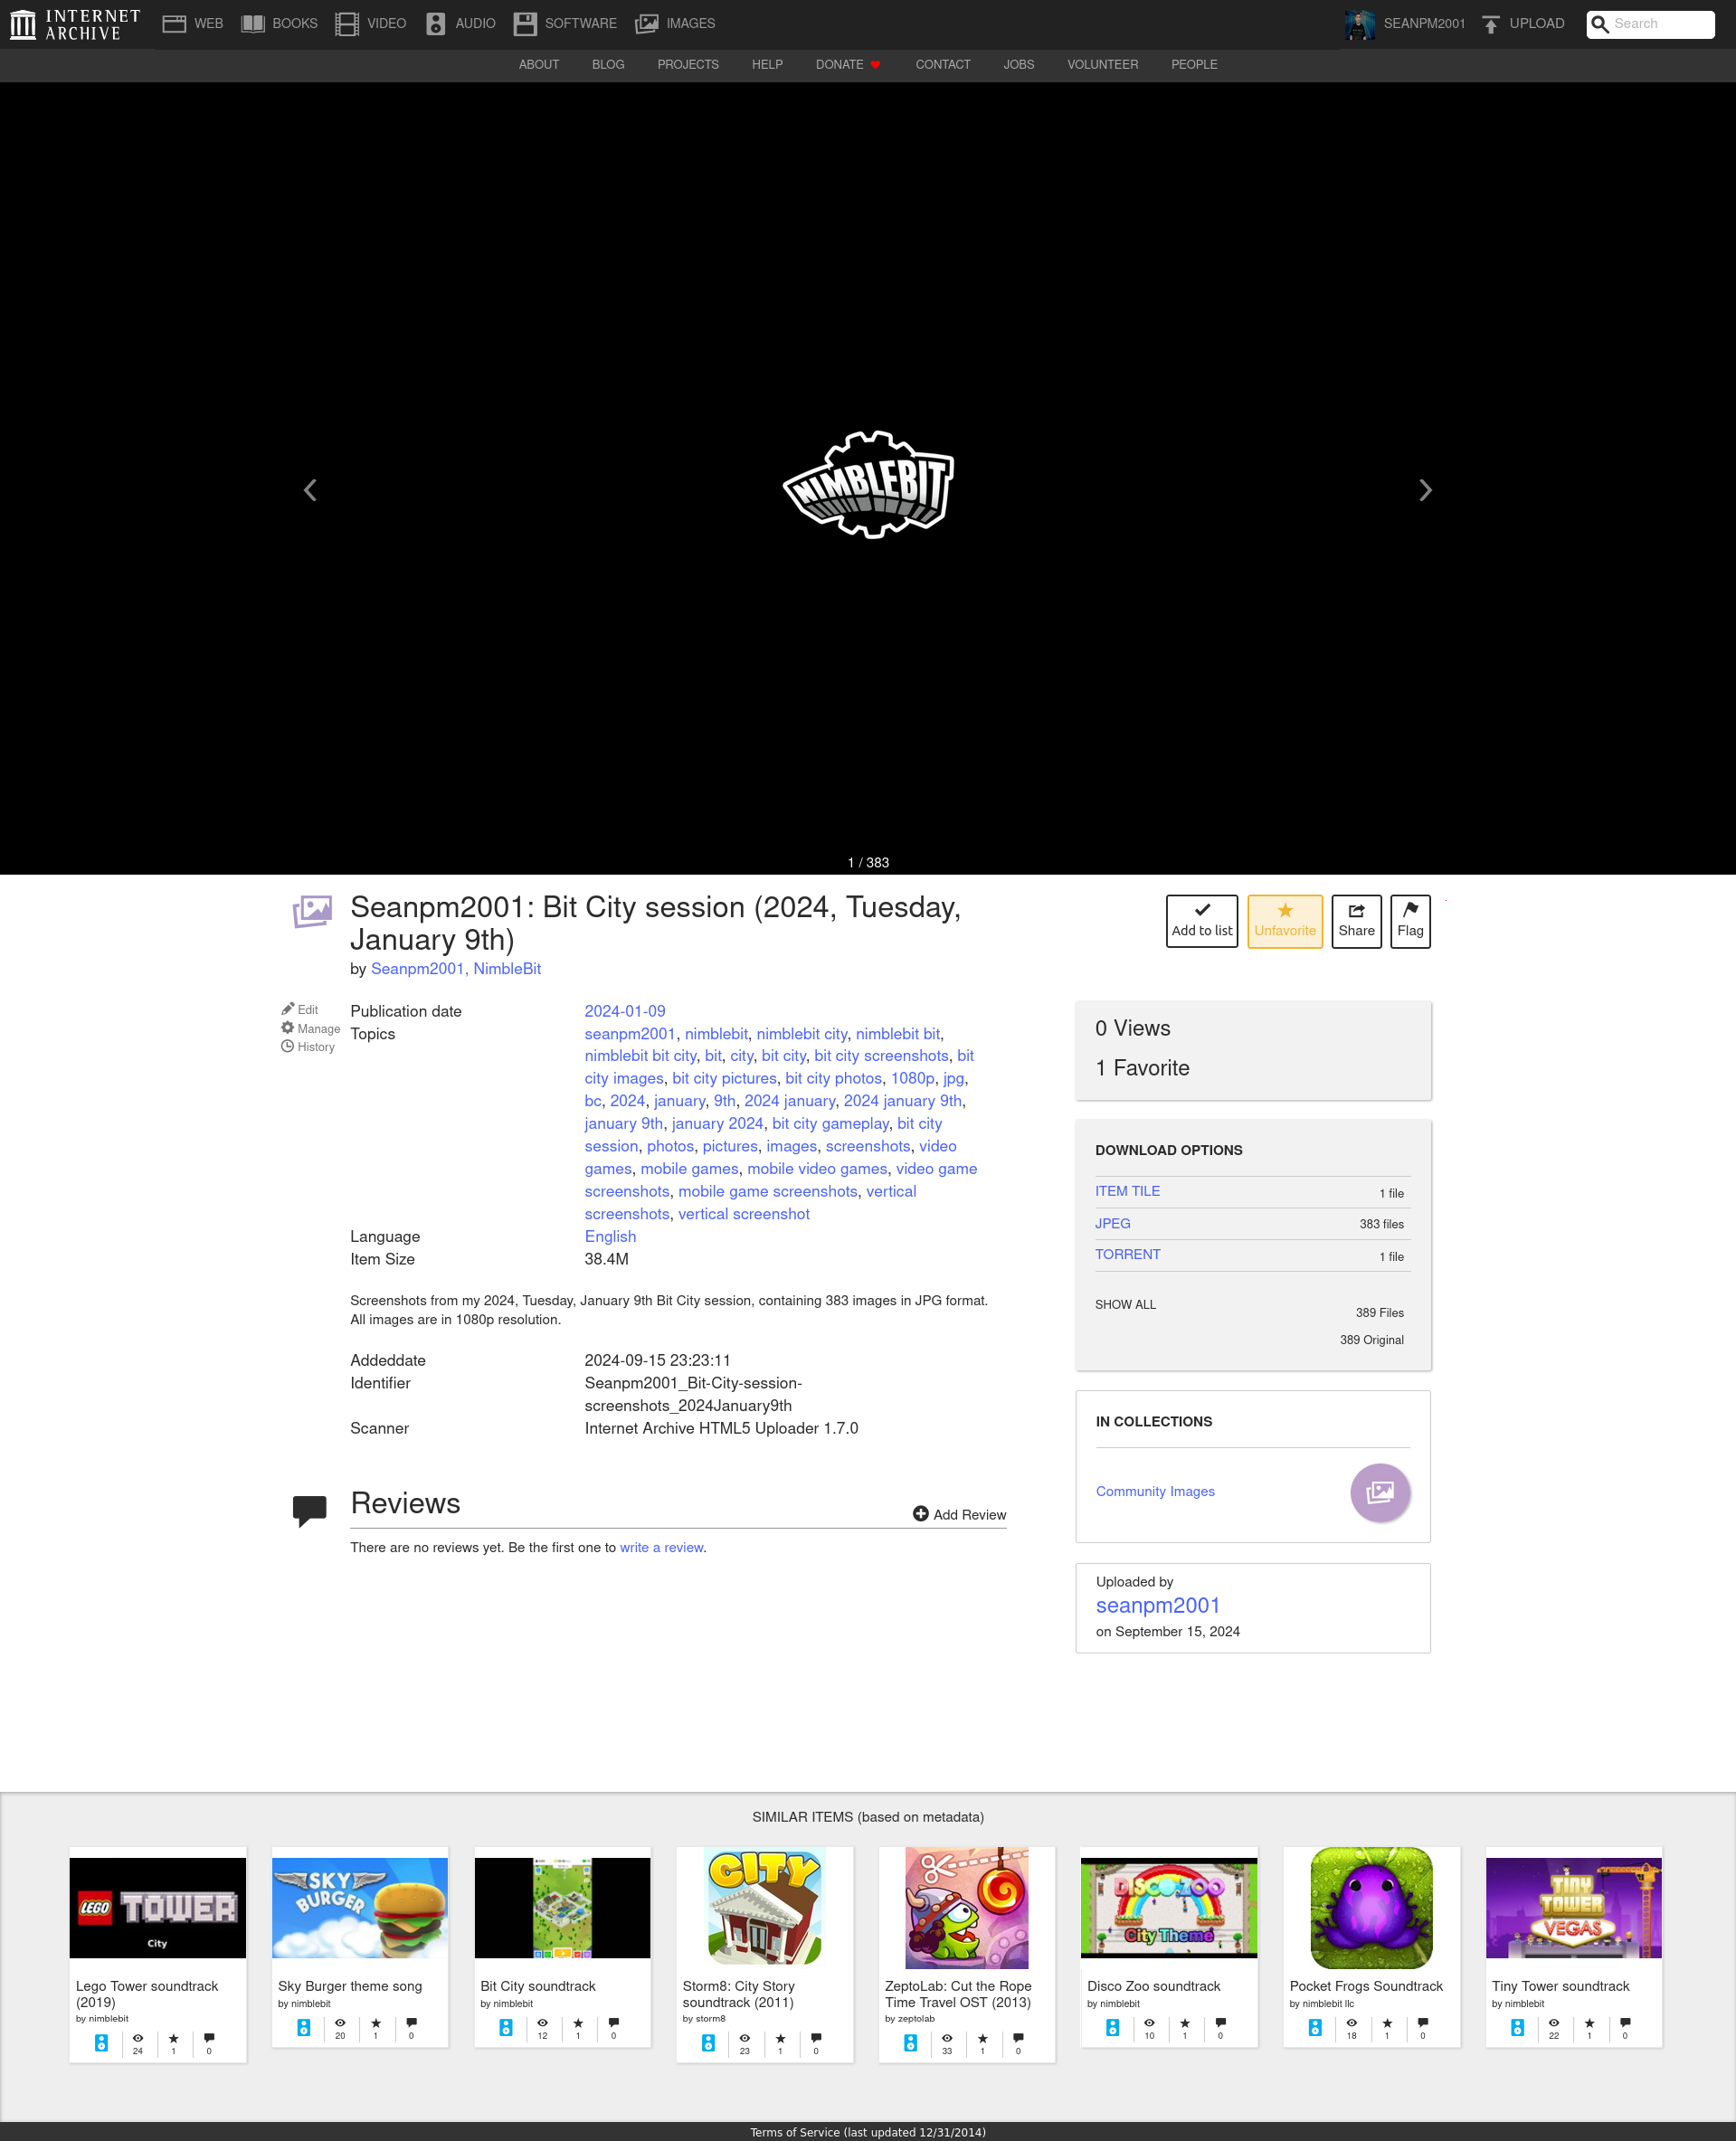 INTERNET ARCHIVE WEB BOOKS VIDEO AUDIO SOFTWARE IMAGES SEANPM2001 UPLOAD Search
ABOUT BLOG PROJECTS HELP DONATE CONTACT JOBS VOLUNTEER PEOPLE
NIMBLEBIT
1 / 383
Seanpm2001: Bit City session (2024, Tuesday,
January 9th)
by Seanpm2001, NimbleBit
Add to list Unfavorite Share Flag
Edit
Manage
History
Publication date 2024-01-09
Topics seanpm2001, nimblebit, nimblebit city, nimblebit bit,
nimblebit bit city, bit, city, bit city, bit city screenshots, bit
city images, bit city pictures, bit city photos, 1080p, jpg,
bc, 2024, january, 9th, 2024 january, 2024 january 9th,
january 9th, january 2024, bit city gameplay, bit city
session, photos, pictures, images, screenshots, video
games, mobile games, mobile video games, video game
screenshots, mobile game screenshots, vertical
screenshots, vertical screenshot
Language English
Item Size 38.4M
Screenshots from my 2024, Tuesday, January 9th Bit City session, containing 383 images in JPG format.
All images are in 1080p resolution.
Addeddate 2024-09-15 23:23:11
Identifier Seanpm2001_Bit-City-session-
screenshots_2024January9th
Scanner Internet Archive HTML5 Uploader 1.7.0
Reviews
Add Review
There are no reviews yet. Be the first one to write a review.
0 Views
1 Favorite
DOWNLOAD OPTIONS
ITEM TILE 1 file
JPEG 383 files
TORRENT 1 file
SHOW ALL 389 Files
389 Original
IN COLLECTIONS
Community Images
Uploaded by
seanpm2001
on September 15, 2024
SIMILAR ITEMS (based on metadata)
LEGO TOWER
City
Lego Tower soundtrack
(2019)
by nimblebit
24 1 0
SKY BURGER
Sky Burger theme song
by nimblebit
20 1 0
Bit City soundtrack
by nimblebit
12 1 0
CITY
Storm8: City Story
soundtrack (2011)
by storm8
23 1 0
ZeptoLab: Cut the Rope
Time Travel OST (2013)
by zeptolab
33 1 0
DISCO ZOO
City Theme
Disco Zoo soundtrack
by nimblebit
10 1 0
Pocket Frogs Soundtrack
by nimblebit llc
18 1 0
TINY TOWER VEGAS
Tiny Tower soundtrack
by nimblebit
22 1 0
Terms of Service (last updated 12/31/2014)